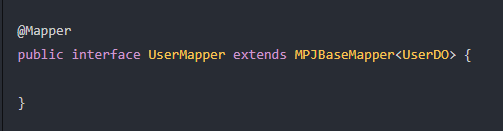 @Mapper
public interface UserMapper extends MPJBaseMapper<UserDO> {
}